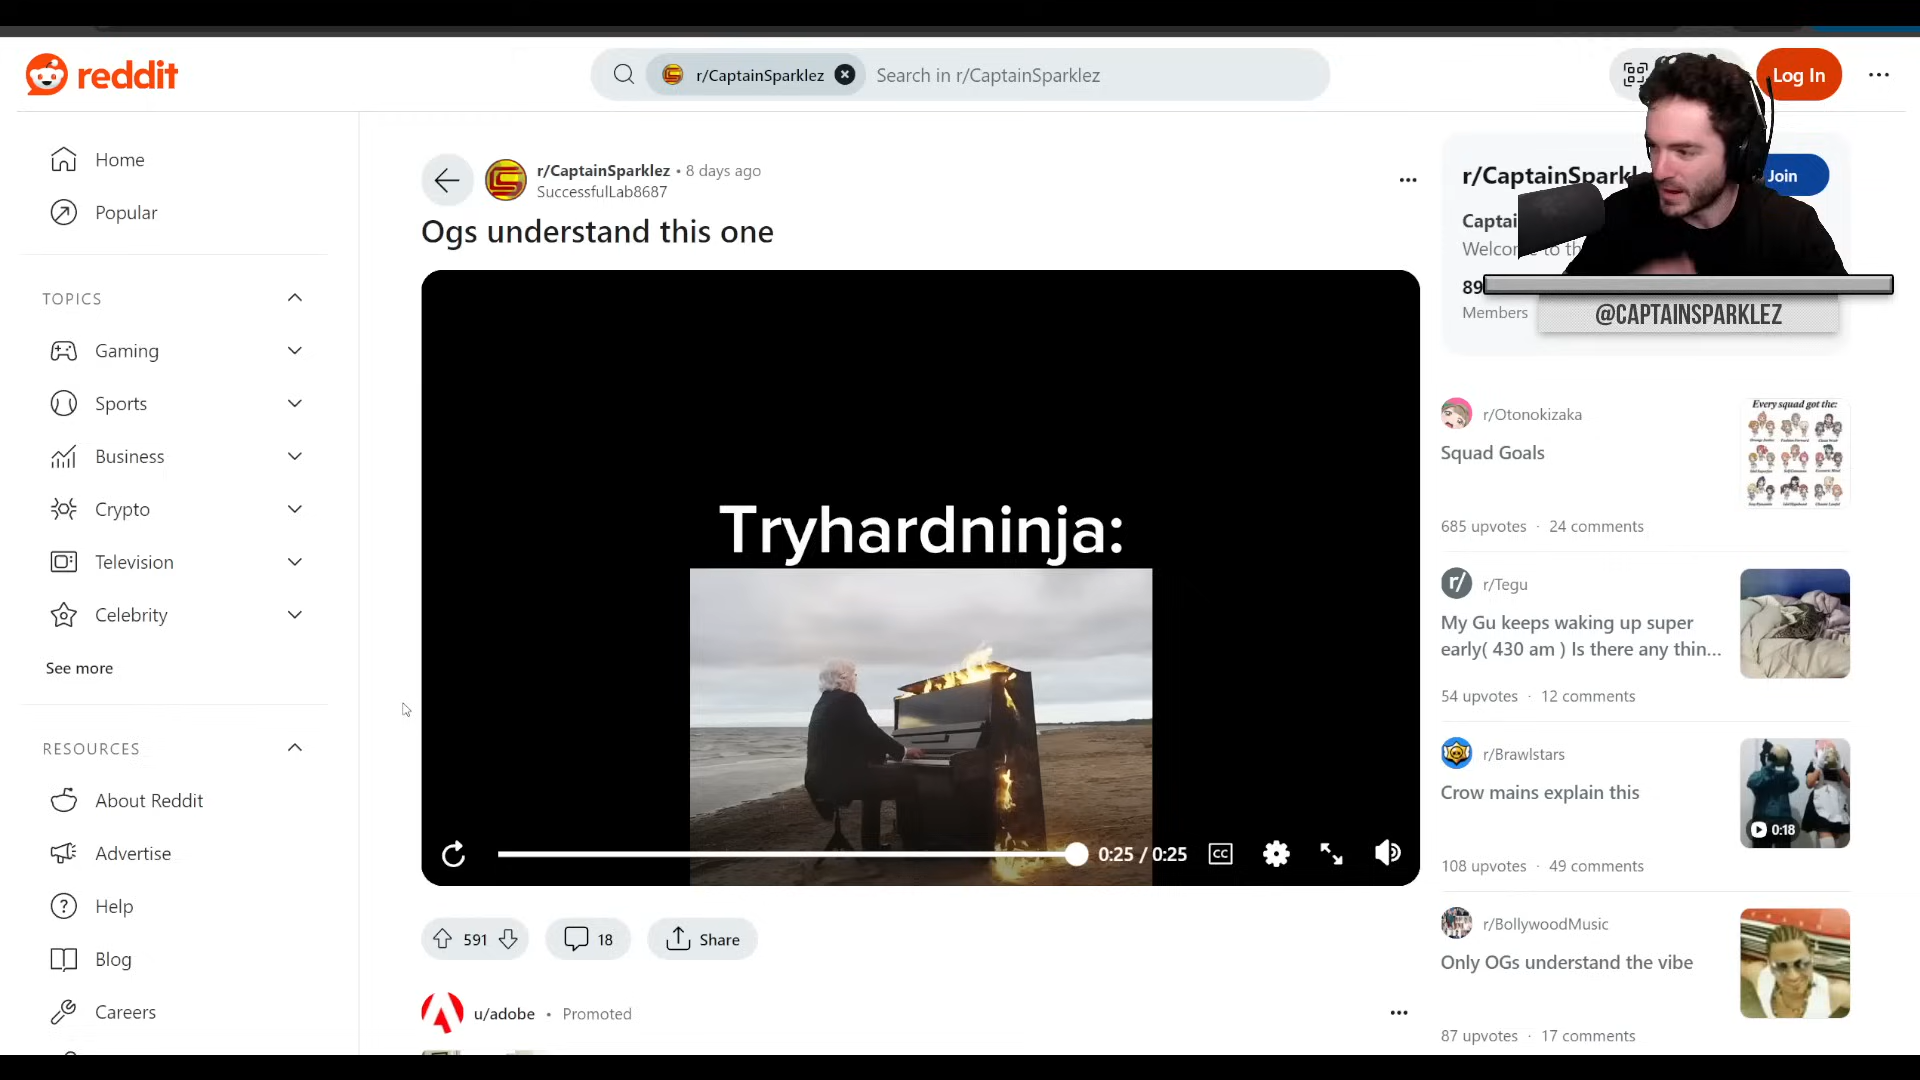 reddit
r/CaptainSparklez
Search in r/CaptainSparklez
Log In
Home
Popular
TOPICS
Gaming
Sports
Business
Crypto
Television
Celebrity
See more
RESOURCES
About Reddit
Advertise
Help
Blog
Careers
r/CaptainSparklez • 8 days ago
SuccessfulLab8687
Ogs understand this one
Tryhardninja:
0:25 / 0:25
CC
591
18
Share
u/adobe • Promoted
Join
Members
@CAPTAINSPARKLEZ
r/Otonokizaka
Squad Goals
Every squad got the:
685 upvotes · 24 comments
r/
r/Tegu
My Gu keeps waking up super
early( 430 am ) Is there any thin...
54 upvotes · 12 comments
r/Brawlstars
Crow mains explain this
0:18
108 upvotes · 49 comments
r/BollywoodMusic
Only OGs understand the vibe
87 upvotes · 17 comments